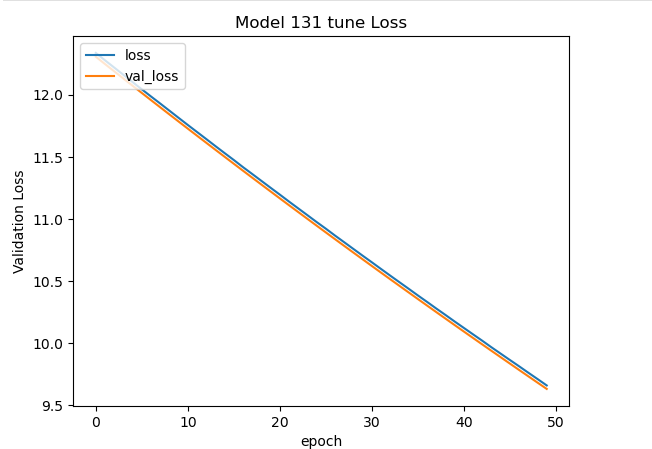 Model 131 tune Loss
loss
val_loss
Validation Loss
12.0
11.5
11.0
10.5
10.0
9.5
0 10 20 30 40 50
epoch